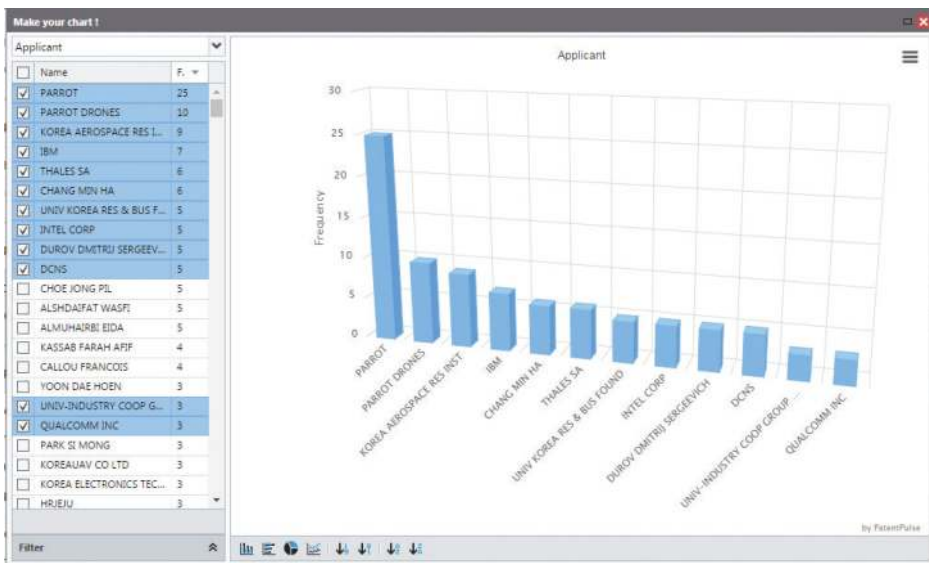 Make your chart !
Applicant
Name F.
PARROT 25
PARROT DRONES 10
KOREA AEROSPACE RES I... 9
IBM 7
THALES SA 6
CHANG MIN HA 6
UNIV KOREA RES & BUS F... 5
INTEL CORP 5
DUROV DMITRIJ SERGEEV... 5
DCNS 5
CHOE JONG PIL 5
ALSHDAIFAT WASFI 5
ALMUHAIRBI EIDA 5
KASSAB FARAH AFIF 4
CALLOU FRANCOIS 4
YOON DAE HOEN 3
UNIV-INDUSTRY COOP G... 3
QUALCOMM INC 3
PARK SI MONG 3
KOREAUAV CO LTD 3
KOREA ELECTRONICS TEC... 3
HRJEJU 3
Filter
Applicant
Frequency
30
25
20
15
10
5
0
PARROT
PARROT DRONES
KOREA AEROSPACE RES INST
IBM
CHANG MIN HA
THALES SA
UNIV KOREA RES & BUS FOUND
INTEL CORP
DUROV DMITRIJ SERGEEVICH
DCNS
UNIV-INDUSTRY COOP GROUP ...
QUALCOMM INC
by PatentPulse